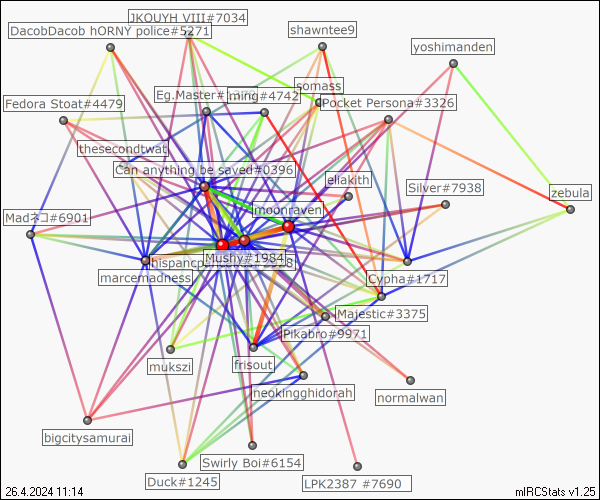 JKOUYH VIII#7034
DacobDacob hORNY police#5271
shawntee9
yoshimanden
somass
Eg.Master#
ming#4742
Fedora Stoat#4479
Pocket Persona#3326
thesecondtwat
Can anything be saved#0396
eliakith
Silver#7938
zebula
moonraven
Madネコ#6901
Mushy#1984
marcemadness
Cypha#1717
Majestic#3375
Pikabro#9971
mukszi
frisout
neokingghidorah
normalwan
bigcitysamurai
Swirly Boi#6154
Duck#1245
LPK2387 #7690
26.4.2024 11:14
mIRCStats v1.25